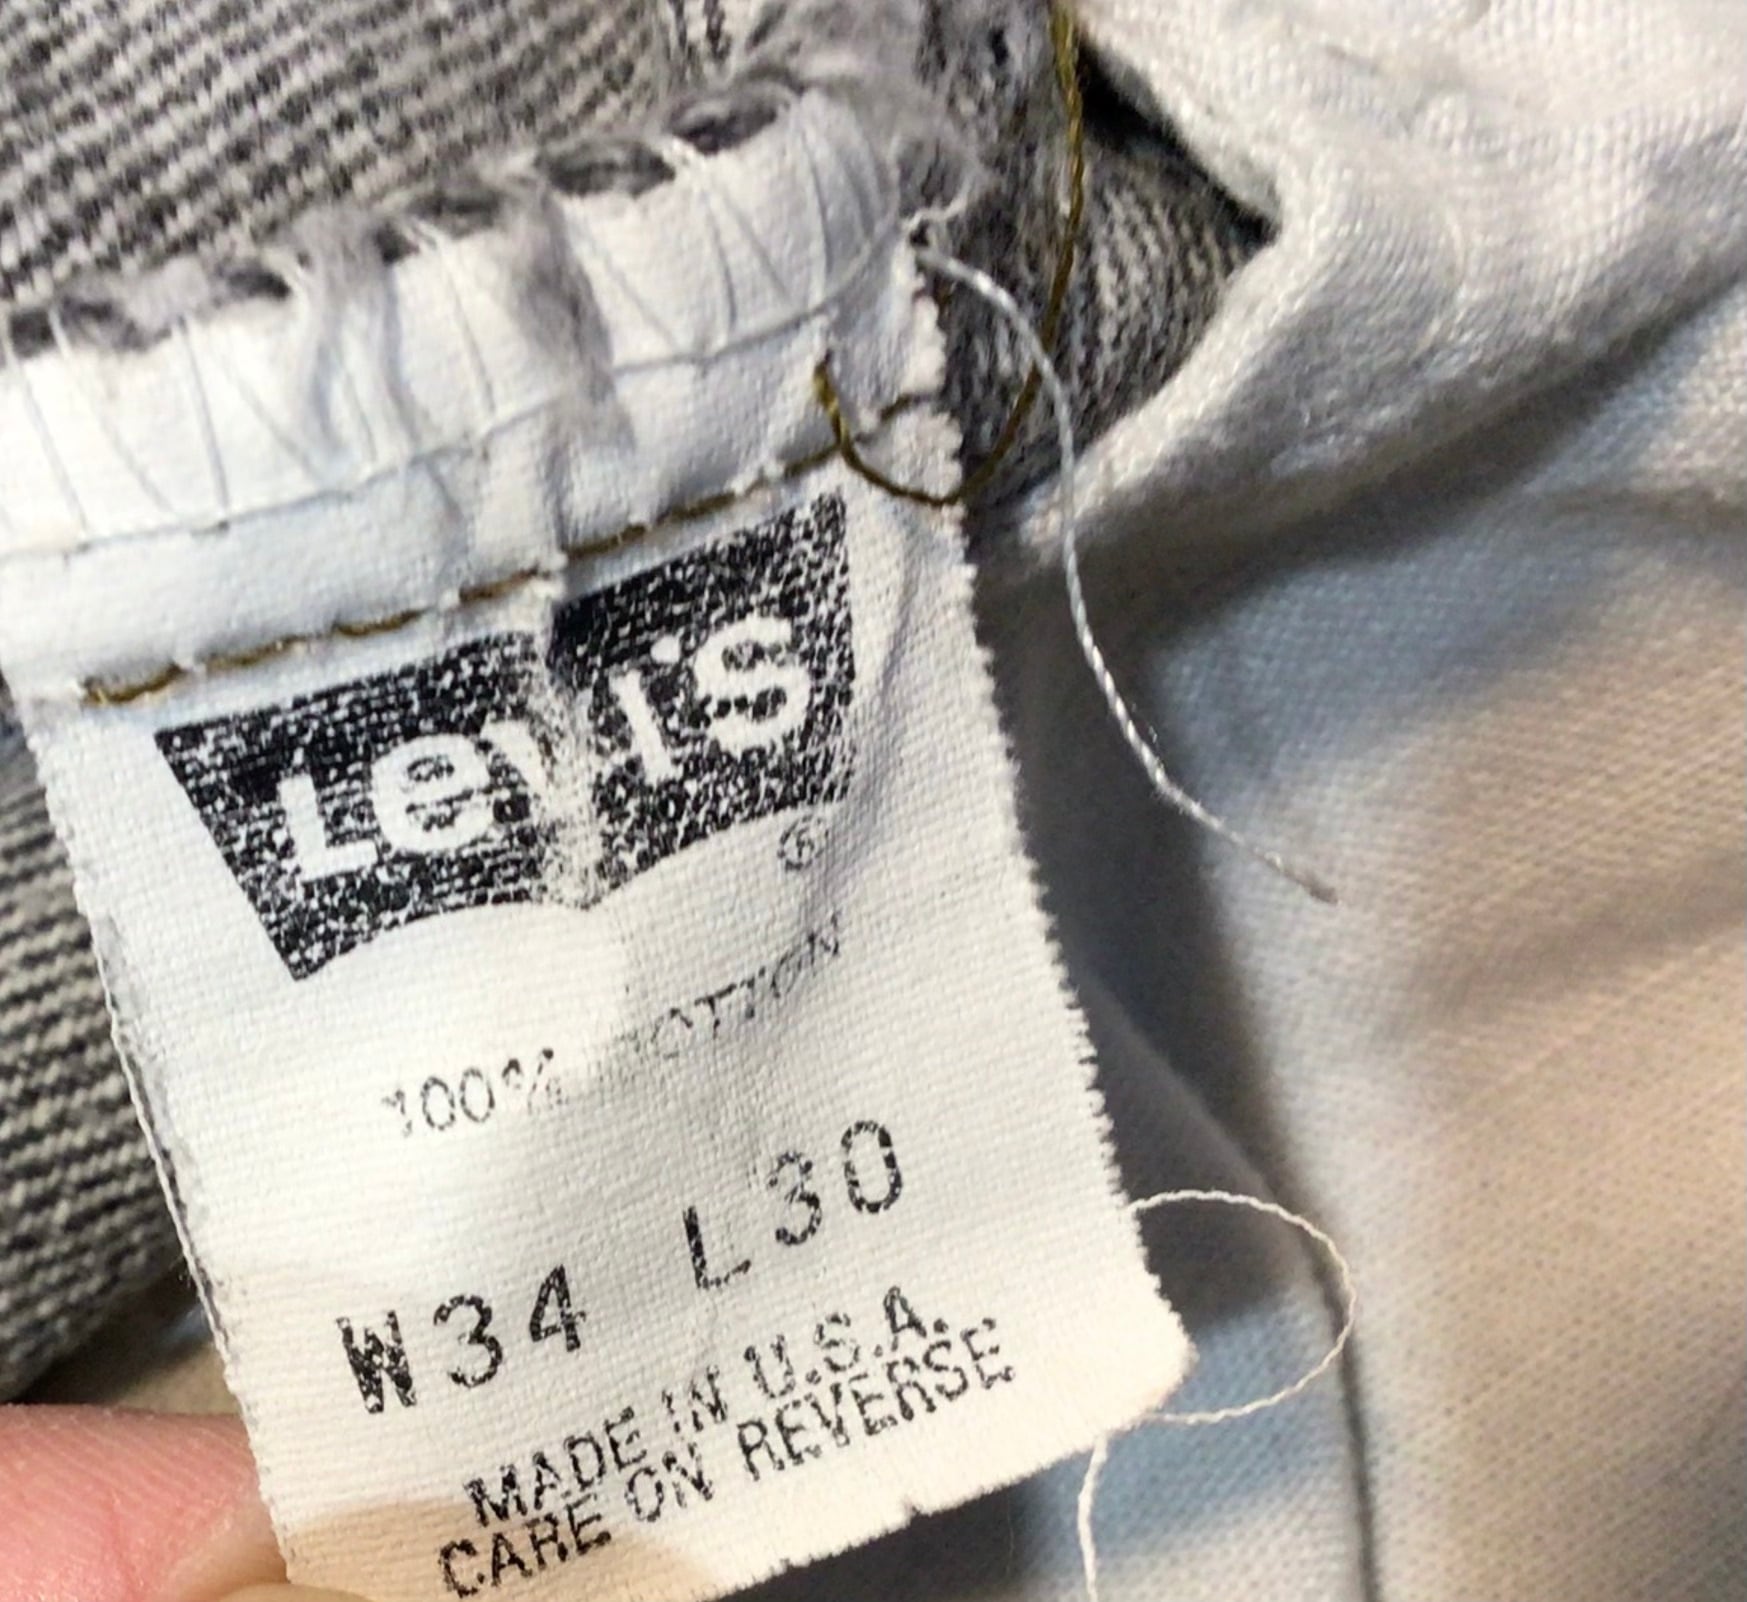 Levi's
®
100% COTTON
W34 L30
MADE IN U.S.A.
CARE ON REVERSE